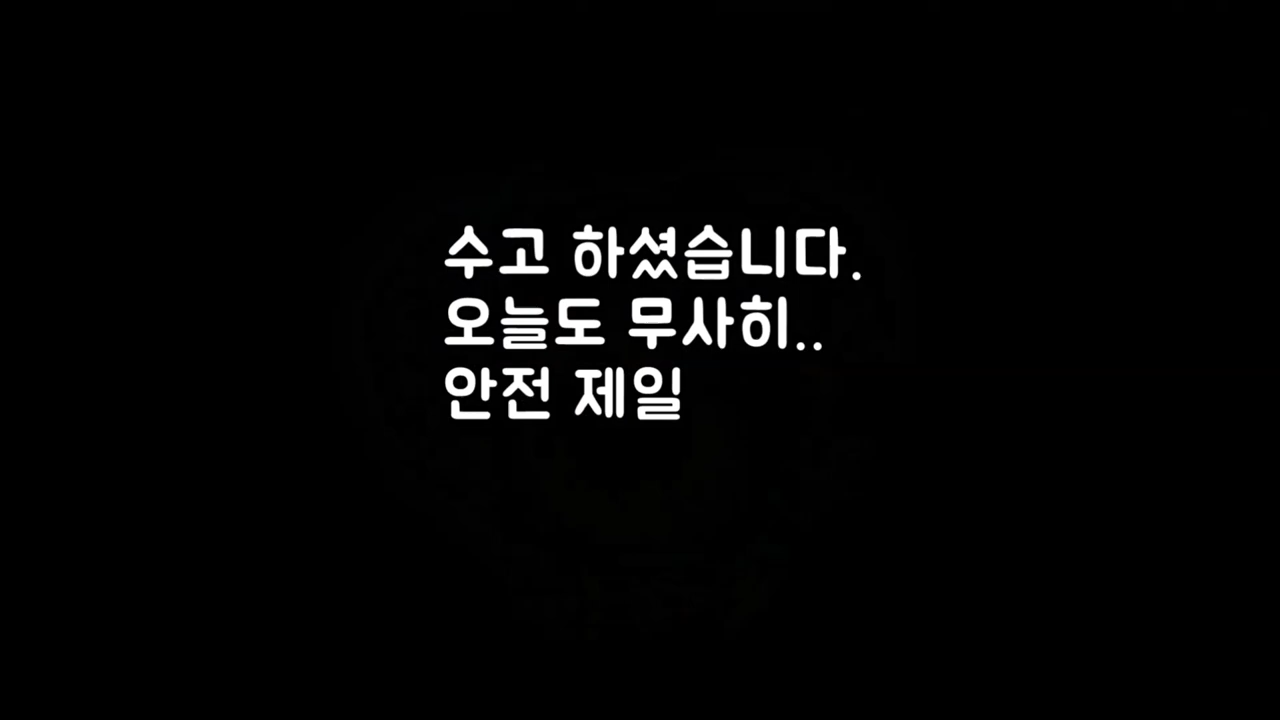 수고 하셨습니다.
오늘도 무사히..
안전 제일